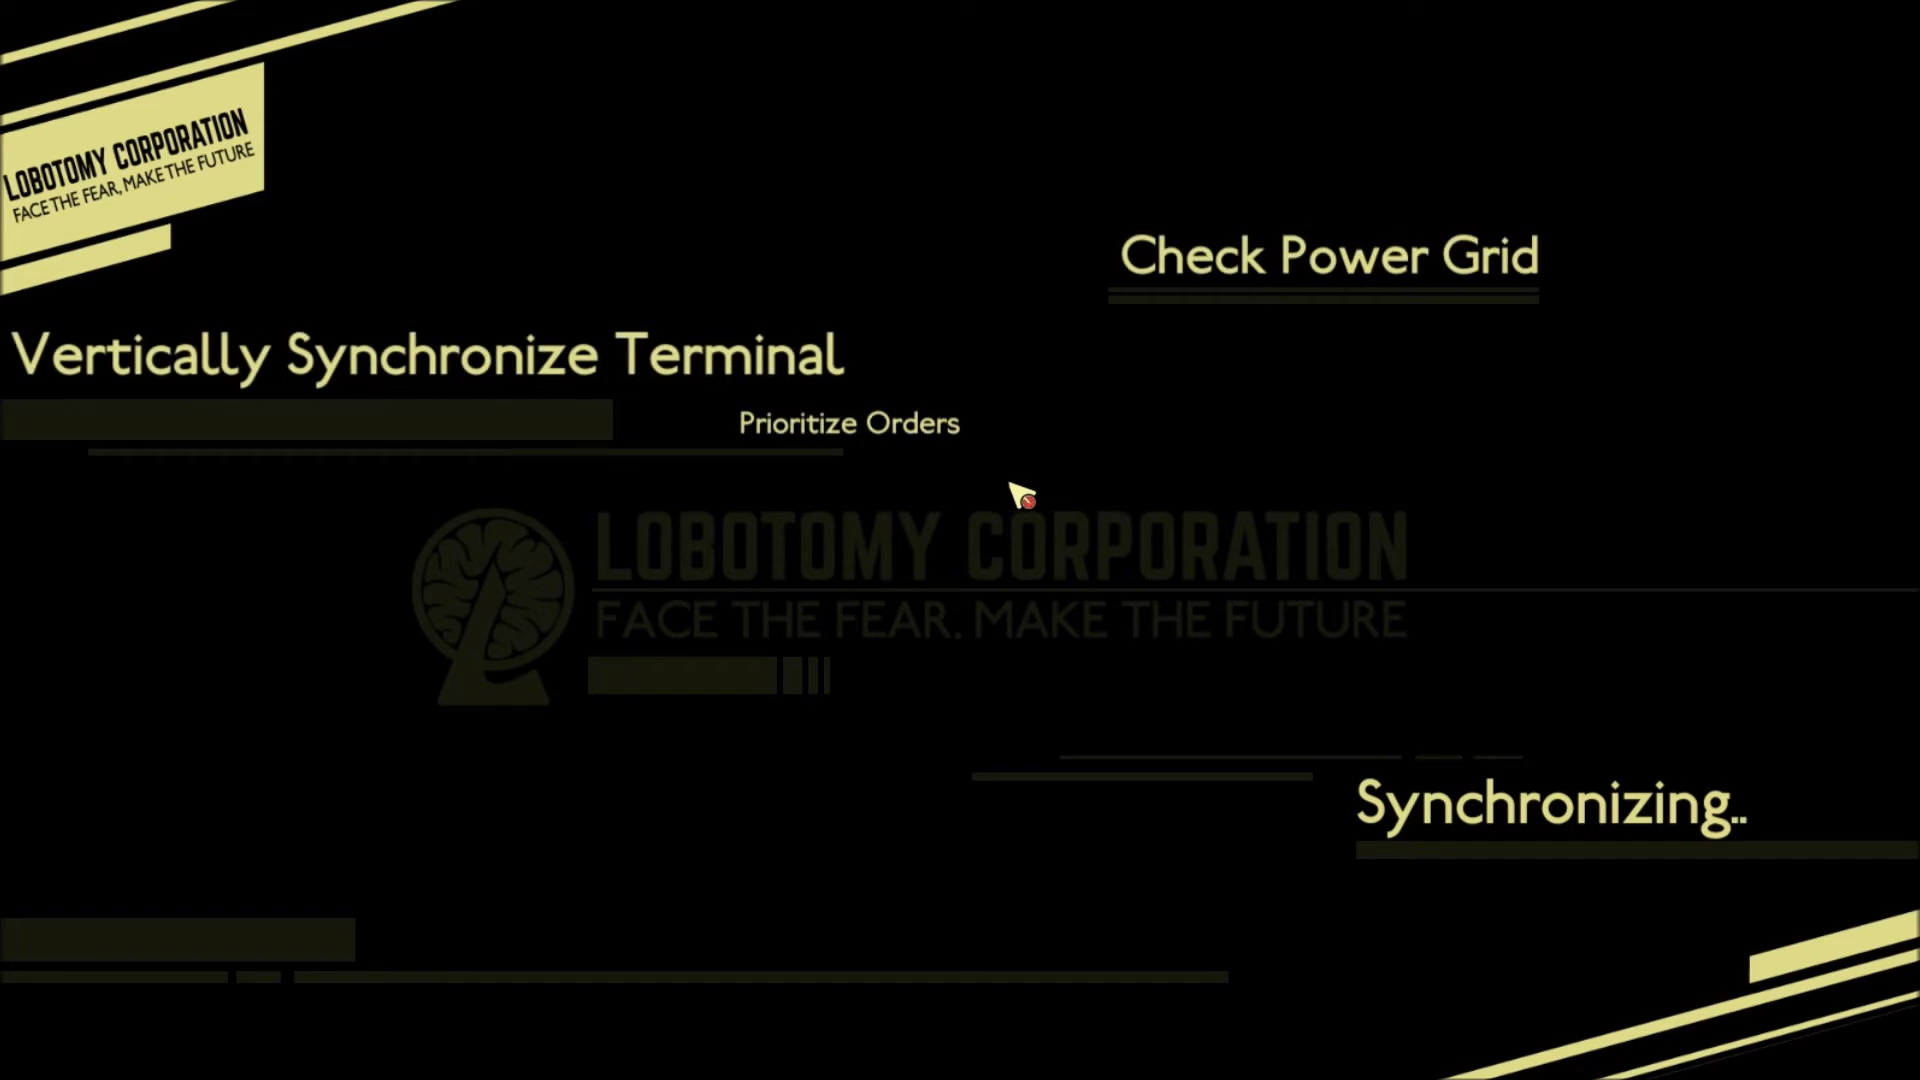 LOBOTOMY CORPORATION
FACE THE FEAR, MAKE THE FUTURE
Check Power Grid
Vertically Synchronize Terminal
Prioritize Orders
LOBOTOMY CORPORATION
FACE THE FEAR. MAKE THE FUTURE
Synchronizing..